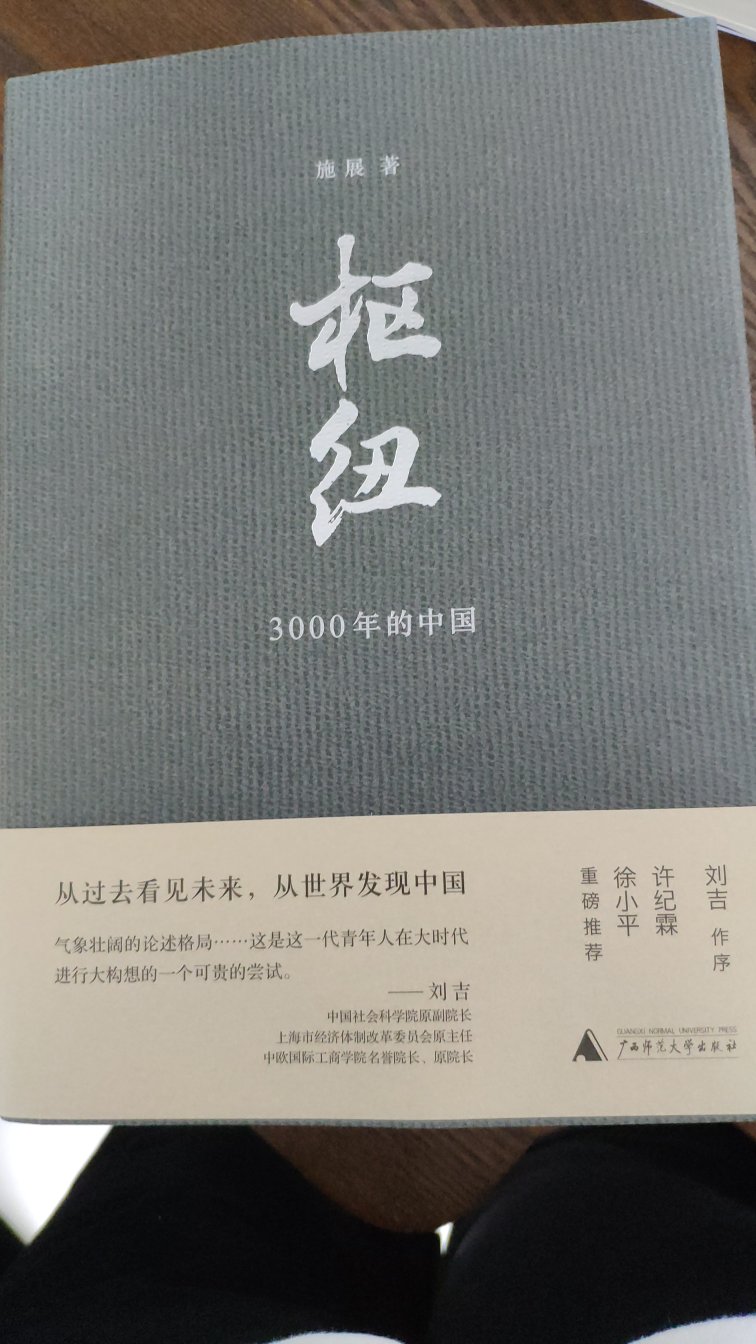 施展 著
枢纽
3000年的中国
从过去看见未来，从世界发现中国
气象壮阔的论述格局……这是这一代青年人在大时代
进行大构想的一个可贵的尝试。
—— 刘吉
中国社会科学院原副院长
上海市经济体制改革委员会原主任
中欧国际工商学院名誉院长、原院长
刘吉 作序
许纪霖
徐小平
重磅推荐
GUANGXI NORMAL UNIVERSITY PRESS
广西师范大学出版社